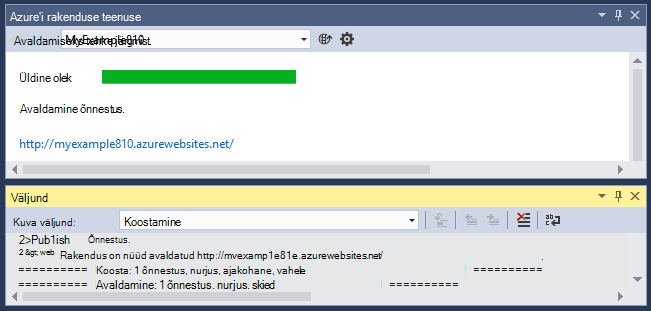 Azure'i rakenduse teenuse
Avaldamiseks MyExample810
Üldine olek
Avaldamine õnnestus.
http://myexample810.azurewebsites.net/
Väljund
Kuva väljund: Koostamine
2>Pub1ish Õnnestus.
2 &gt; web Rakendus on nüüd avaldatud http://mvexamp1e81e.azurewebsites.net/ .
========== Koosta: 1 õnnestus, nurjus, ajakohane, vahele ==========
========== Avaldamine: 1 õnnestus. nurjus. skied ==========